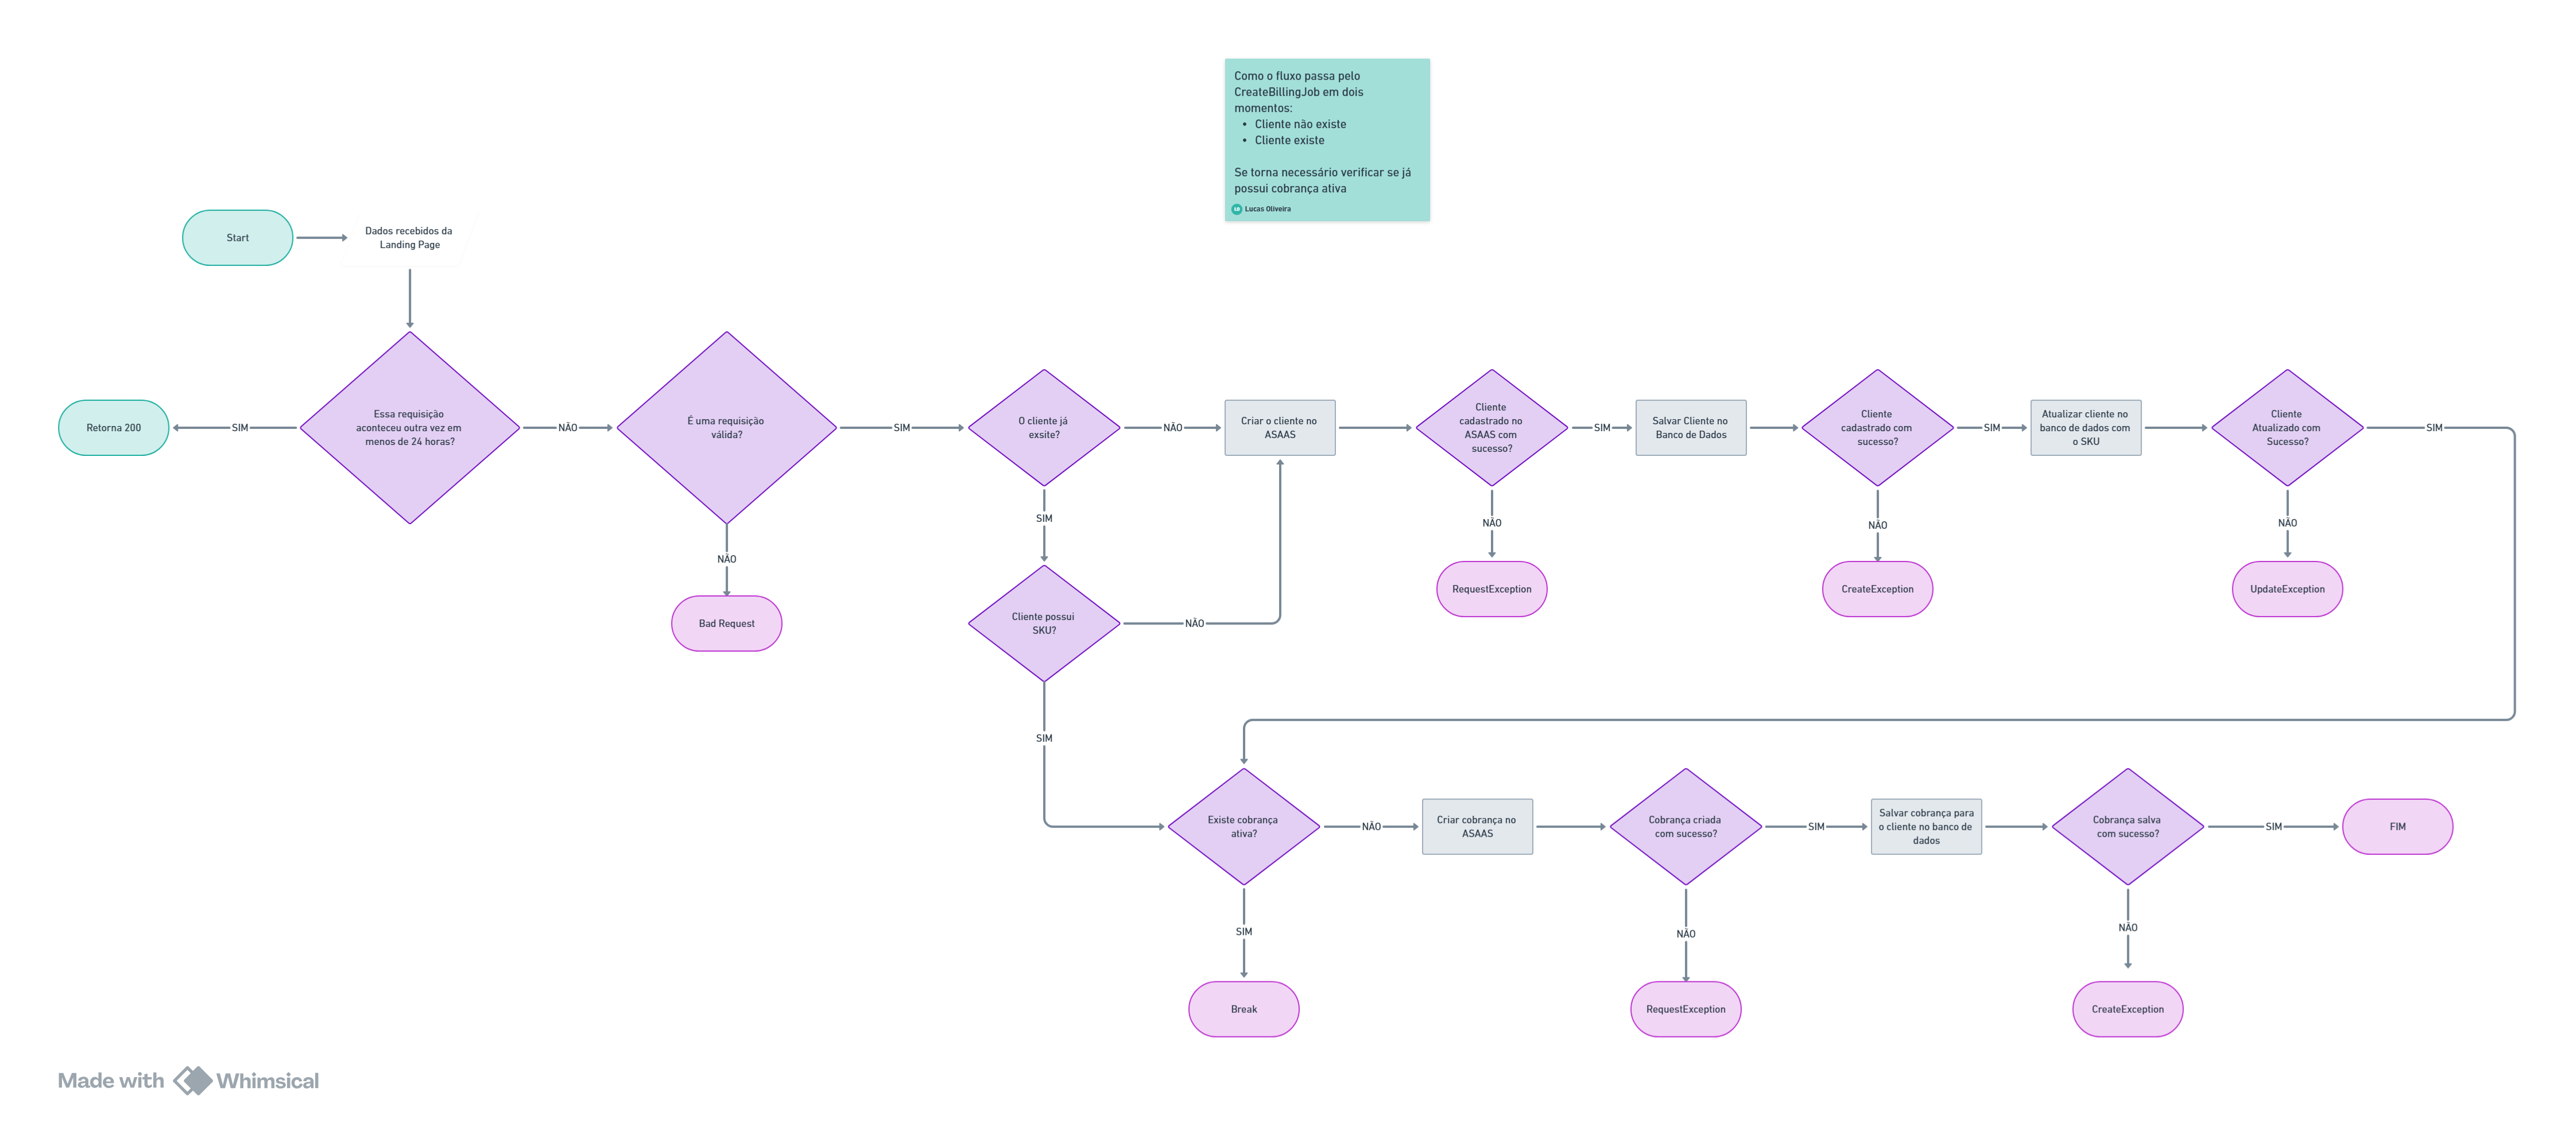 Como o fluxo passa pelo
CreateBillingJob em dois
momentos:
• Cliente não existe
• Cliente existe
Se torna necessário verificar se já
possui cobrança ativa
LO Lucas Oliveira
Start
Dados recebidos da
Landing Page
Retorna 200
SIM
Essa requisição
aconteceu outra vez em
menos de 24 horas?
NÃO
É uma requisição
válida?
SIM
O cliente já
exsite?
NÃO
Criar o cliente no
ASAAS
Cliente
cadastrado no
ASAAS com
sucesso?
SIM
Salvar Cliente no
Banco de Dados
Cliente
cadastrado com
sucesso?
SIM
Atualizar cliente no
banco de dados com
o SKU
Cliente
Atualizado com
Sucesso?
SIM
NÃO
Bad Request
SIM
Cliente possui
SKU?
NÃO
NÃO
RequestException
NÃO
CreateException
NÃO
UpdateException
SIM
Existe cobrança
ativa?
NÃO
Criar cobrança no
ASAAS
Cobrança criada
com sucesso?
SIM
Salvar cobrança para
o cliente no banco de
dados
Cobrança salva
com sucesso?
SIM
FIM
SIM
Break
NÃO
RequestException
NÃO
CreateException
Made with Whimsical